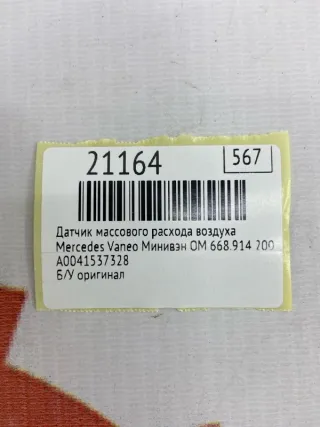 21164
567
Датчик массового расхода воздуха
Mercedes Vaneo Минивэн OM 668.914 200
A0041537328
Б/У оригинал